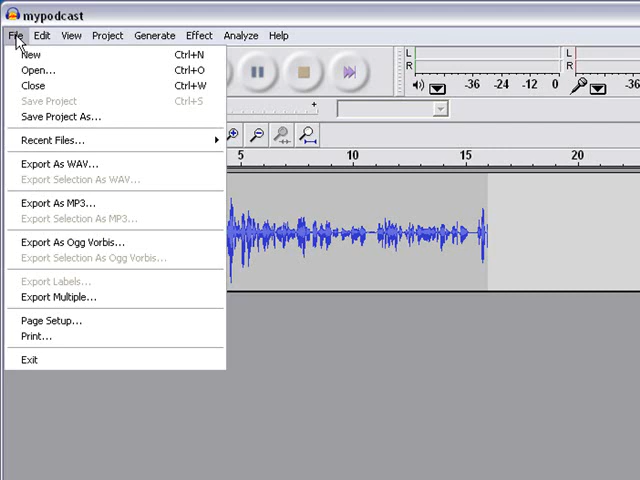 mypodcast
File Edit View Project Generate Effect Analyze Help
New Ctrl+N
Open... Ctrl+O
Close Ctrl+W
Save Project Ctrl+S
Save Project As...
Recent Files...
Export As WAV...
Export Selection As WAV...
Export As MP3...
Export Selection As MP3...
Export As Ogg Vorbis...
Export Selection As Ogg Vorbis...
Export Labels...
Export Multiple...
Page Setup...
Print...
Exit
L
R
-36 -24 -12 0
L
R
-36
+
5 10 15 20